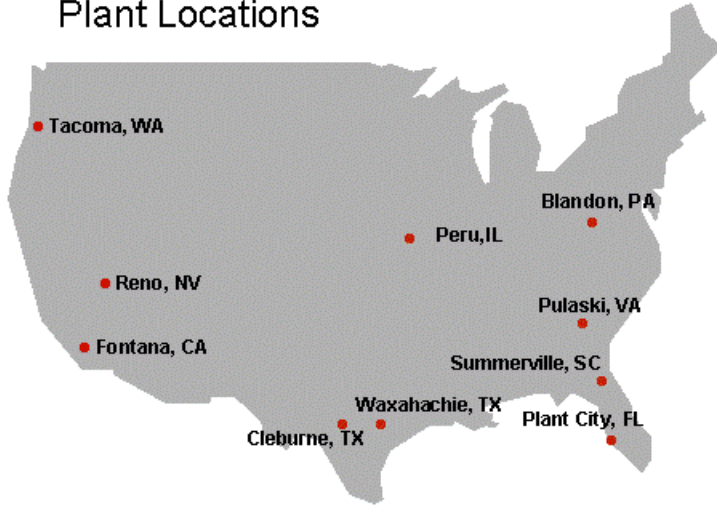 Plant Locations
Tacoma, WA
Blandon, PA
Peru,IL
Reno, NV
Pulaski, VA
Fontana, CA
Summerville, SC
Waxahachie, TX
Plant City, FL
Cleburne, TX